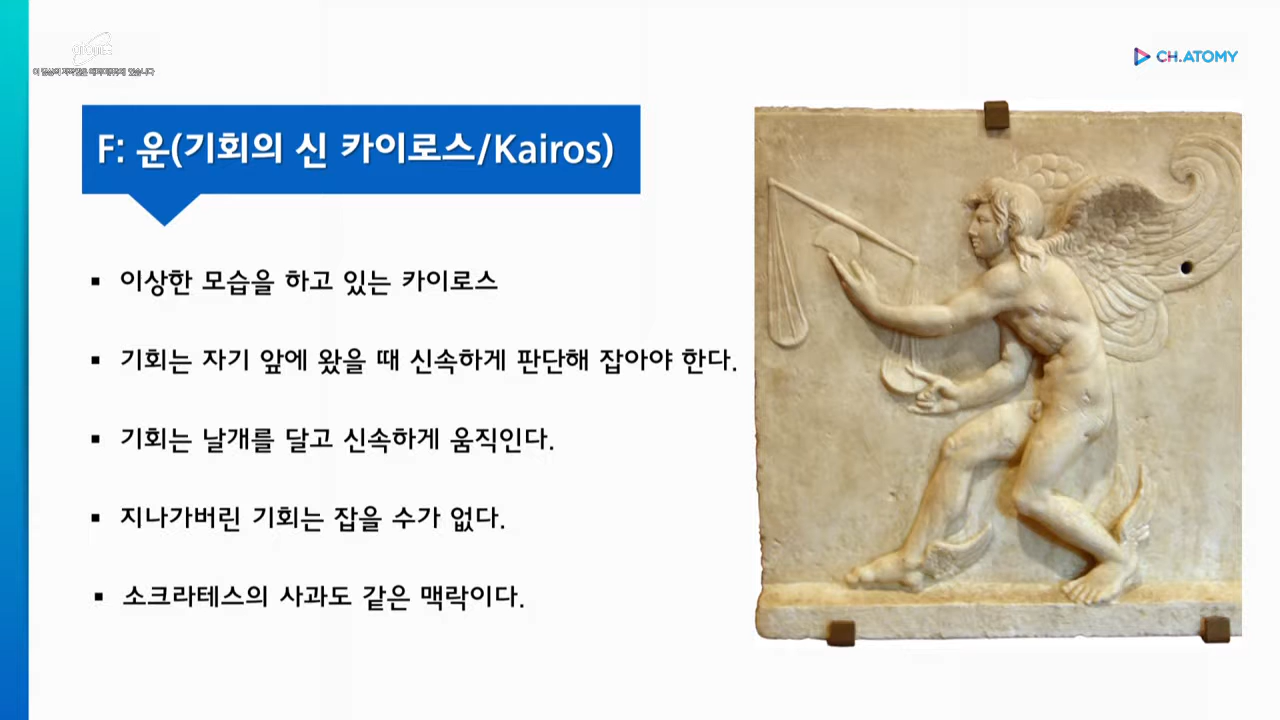 CH.ATOMY
F: 운(기회의 신 카이로스/Kairos)
▪ 이상한 모습을 하고 있는 카이로스
▪ 기회는 자기 앞에 왔을 때 신속하게 판단해 잡아야 한다.
▪ 기회는 날개를 달고 신속하게 움직인다.
▪ 지나가버린 기회는 잡을 수가 없다.
▪ 소크라테스의 사과도 같은 맥락이다.